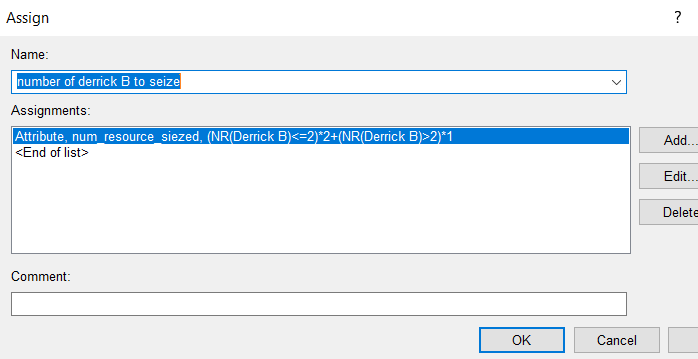 Assign
?
Name:
number of derrick B to seize
Assignments:
Attribute, num_resource_siezed, (NR(Derrick B)<=2)*2+(NR(Derrick B)>2)*1
<End of list>
Add...
Edit...
Delete
Comment:
OK
Cancel